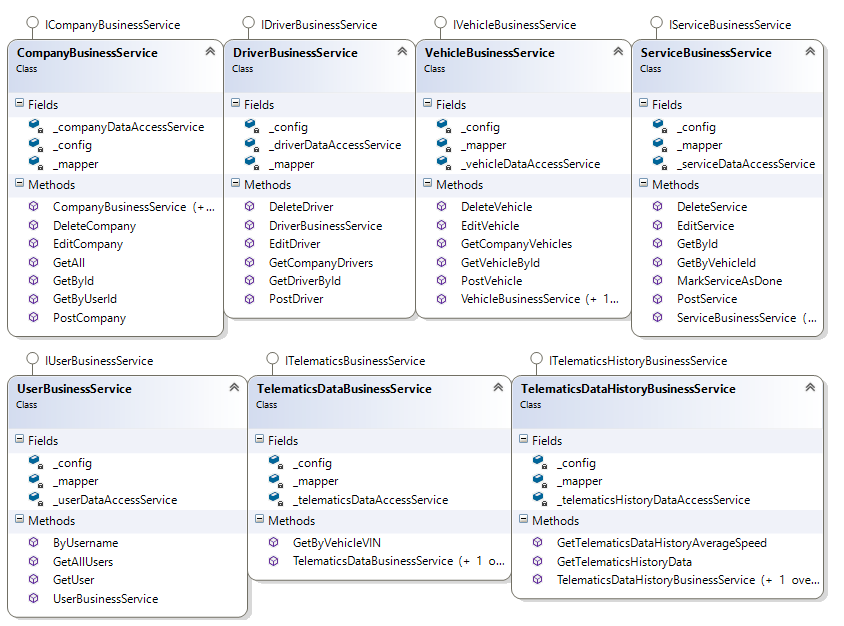 ICompanyBusinessService
CompanyBusinessService
Class
Fields
_companyDataAccessService
_config
_mapper
Methods
CompanyBusinessService (+...
DeleteCompany
EditCompany
GetAll
GetById
GetByUserId
PostCompany
IDriverBusinessService
DriverBusinessService
Class
Fields
_config
_driverDataAccessService
_mapper
Methods
DeleteDriver
DriverBusinessService
EditDriver
GetCompanyDrivers
GetDriverById
PostDriver
IVehicleBusinessService
VehicleBusinessService
Class
Fields
_config
_mapper
_vehicleDataAccessService
Methods
DeleteVehicle
EditVehicle
GetCompanyVehicles
GetVehicleById
PostVehicle
VehicleBusinessService (+ 1...
IServiceBusinessService
ServiceBusinessService
Class
Fields
_config
_mapper
_serviceDataAccessService
Methods
DeleteService
EditService
GetById
GetByVehicleId
MarkServiceAsDone
PostService
ServiceBusinessService (...
IUserBusinessService
UserBusinessService
Class
Fields
_config
_mapper
_userDataAccessService
Methods
ByUsername
GetAllUsers
GetUser
UserBusinessService
ITelematicsBusinessService
TelematicsDataBusinessService
Class
Fields
_config
_mapper
_telematicsDataAccessService
Methods
GetByVehicleVIN
TelematicsDataBusinessService (+ 1 o...
ITelematicsHistoryBusinessService
TelematicsDataHistoryBusinessService
Class
Fields
_config
_mapper
_telematicsHistoryDataAccessService
Methods
GetTelematicsDataHistoryAverageSpeed
GetTelematicsHistoryData
TelematicsDataHistoryBusinessService (+ 1 ove...